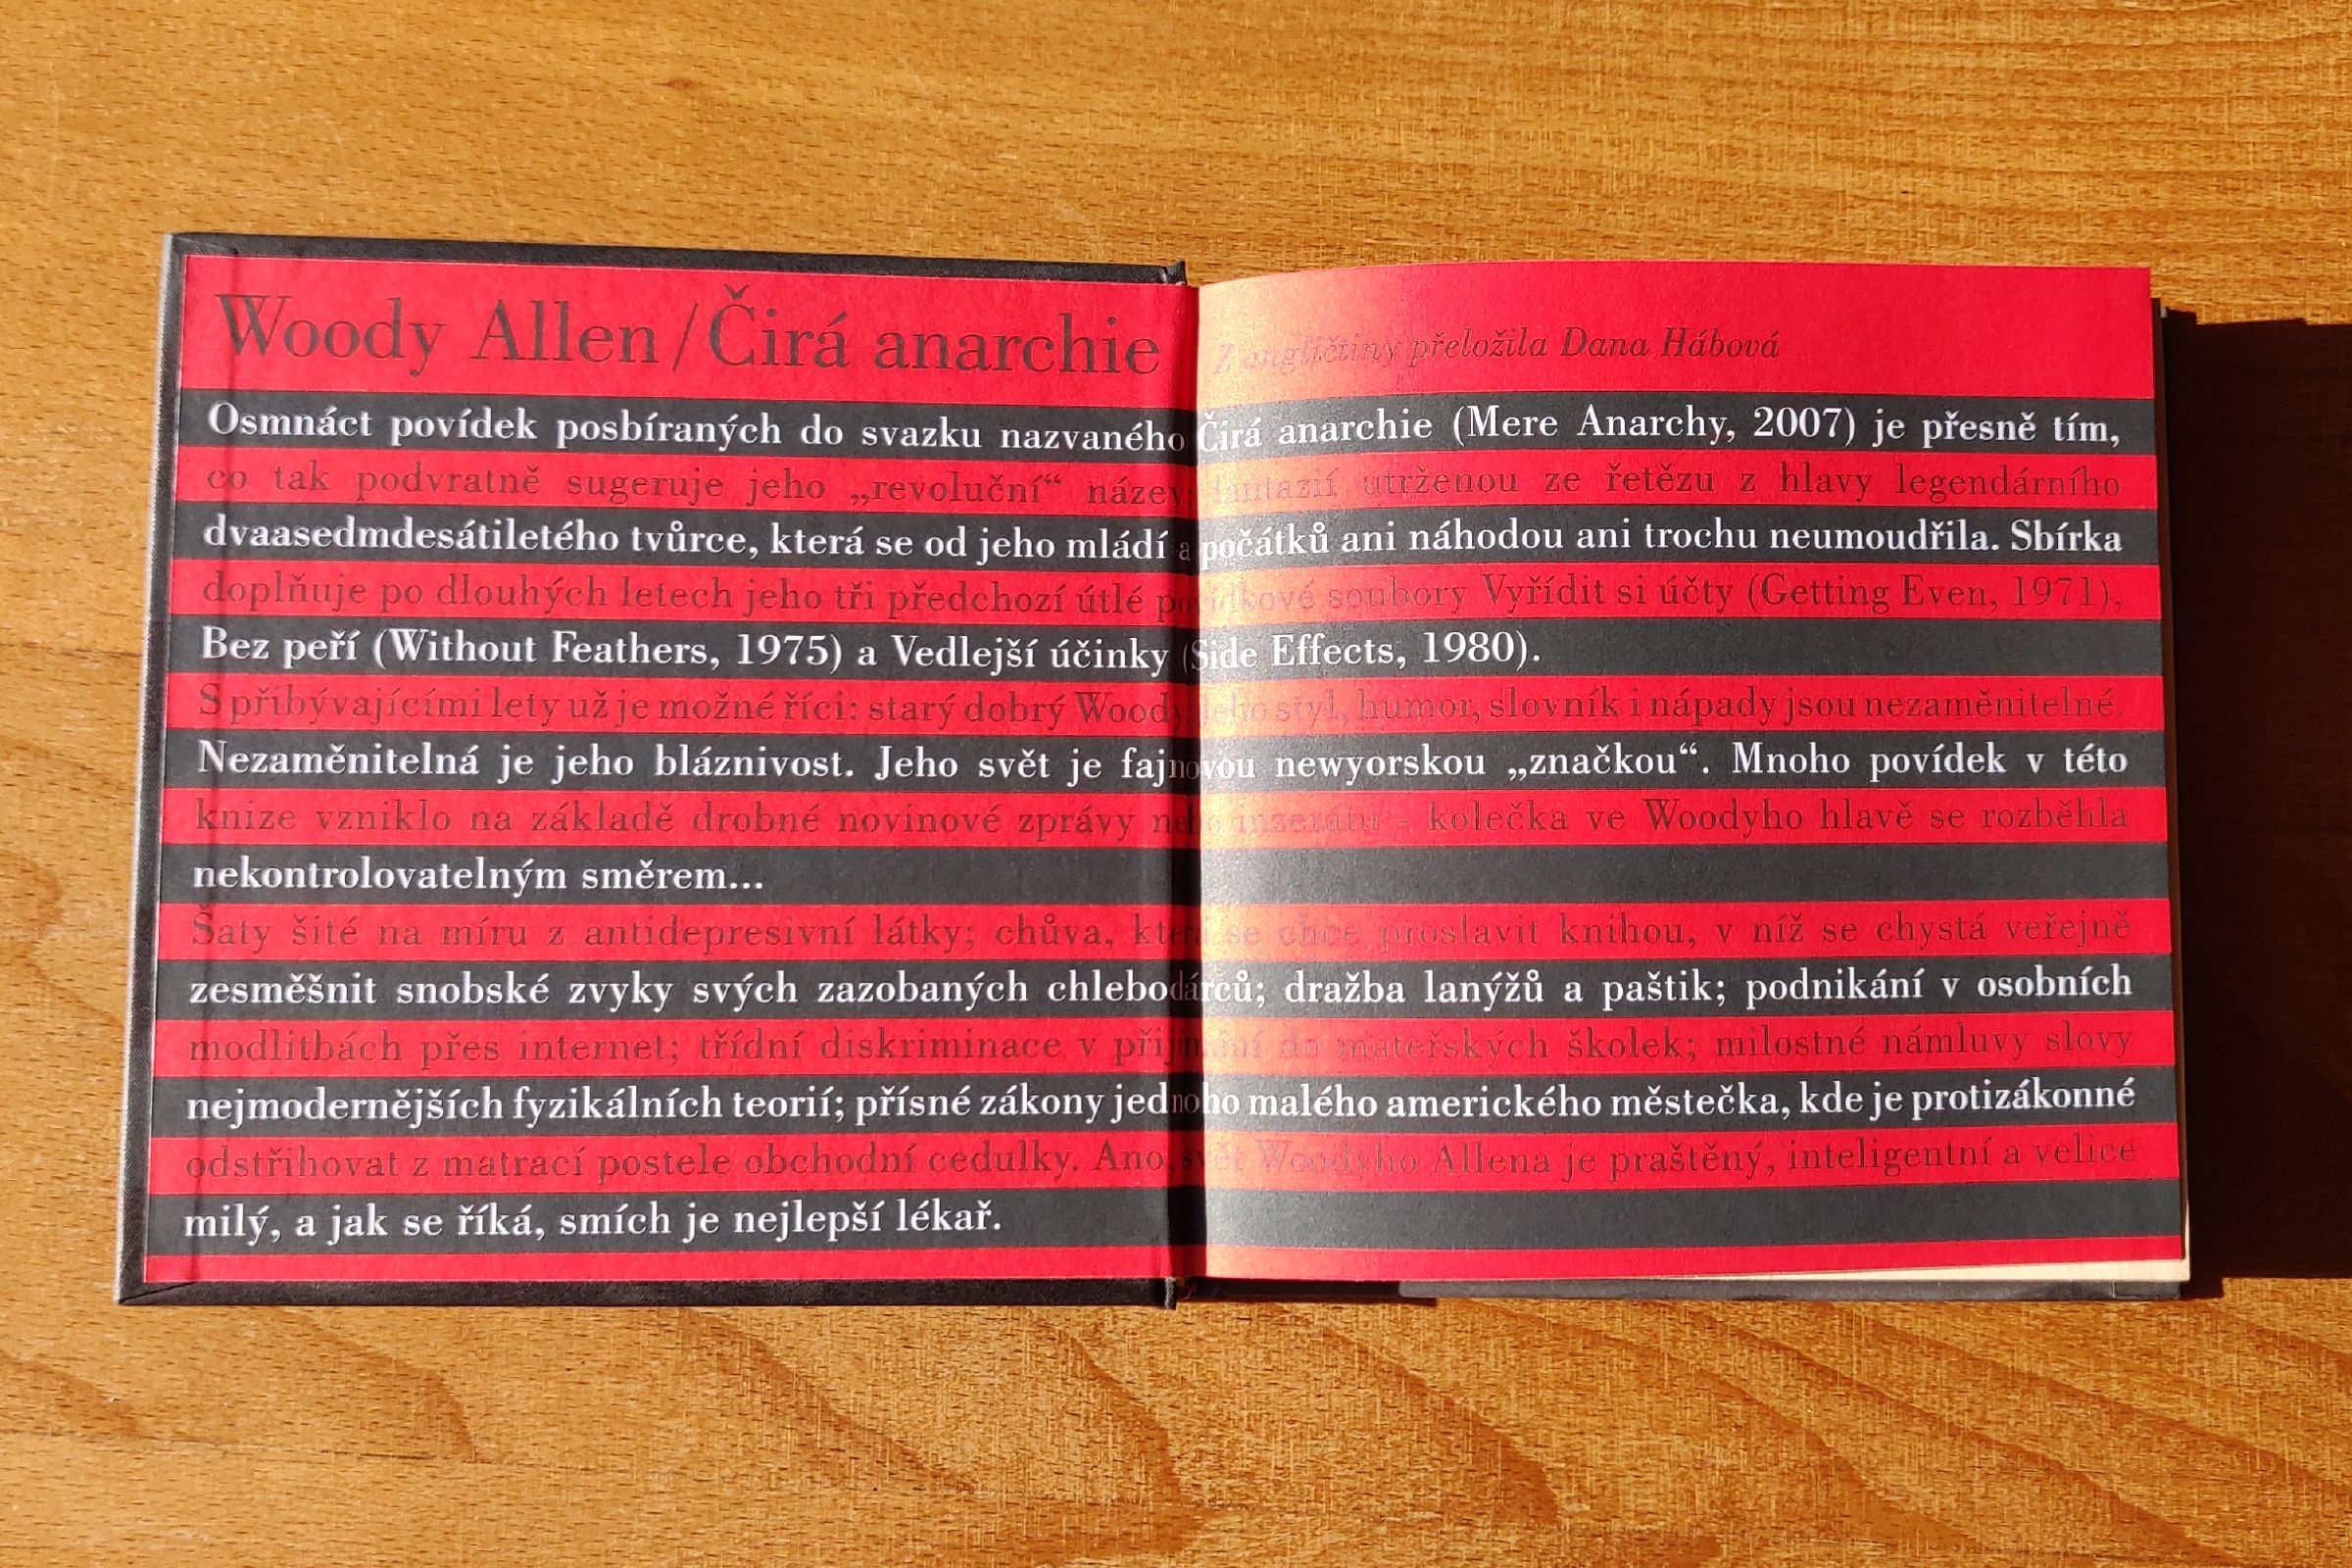 Woody Allen / Čirá anarchie Z angličtiny přeložila Dana Hábová
Osmnáct povídek posbíraných do svazku nazvaného Čirá anarchie (Mere Anarchy, 2007) je přesně tím,
co tak podvratně sugeruje jeho „revoluční“ název: fantazií utrženou ze řetězu z hlavy legendárního
dvaasedmdesátiletého tvůrce, která se od jeho mládí a počátků ani náhodou ani trochu neumoudřila. Sbírka
doplňuje po dlouhých letech jeho tři předchozí útlé povídkové soubory Vyřídit si účty (Getting Even, 1971),
Bez peří (Without Feathers, 1975) a Vedlejší účinky (Side Effects, 1980).
S přibývajícími lety už je možné říci: starý dobrý Woody, jeho styl, humor, slovník i nápady jsou nezaměnitelné.
Nezaměnitelná je jeho bláznivost. Jeho svět je fajnovou newyorskou „značkou“. Mnoho povídek v této
knize vzniklo na základě drobné novinové zprávy nebo inzerátu - kolečka ve Woodyho hlavě se rozběhla
nekontrolovatelným směrem...
Šaty šité na míru z antidepresivní látky; chůva, která se chce proslavit knihou, v níž se chystá veřejně
zesměšnit snobské zvyky svých zazobaných chlebodárců; dražba lanýžů a paštik; podnikání v osobních
modlitbách přes internet; třídní diskriminace v přijímání do mateřských školek; milostné námluvy slovy
nejmodernějších fyzikálních teorií; přísné zákony jednoho malého amerického městečka, kde je protizákonné
odstřihovat z matrací postele obchodní cedulky. Ano, svět Woodyho Allena je praštěný, inteligentní a velice
milý, a jak se říká, smích je nejlepší lékař.